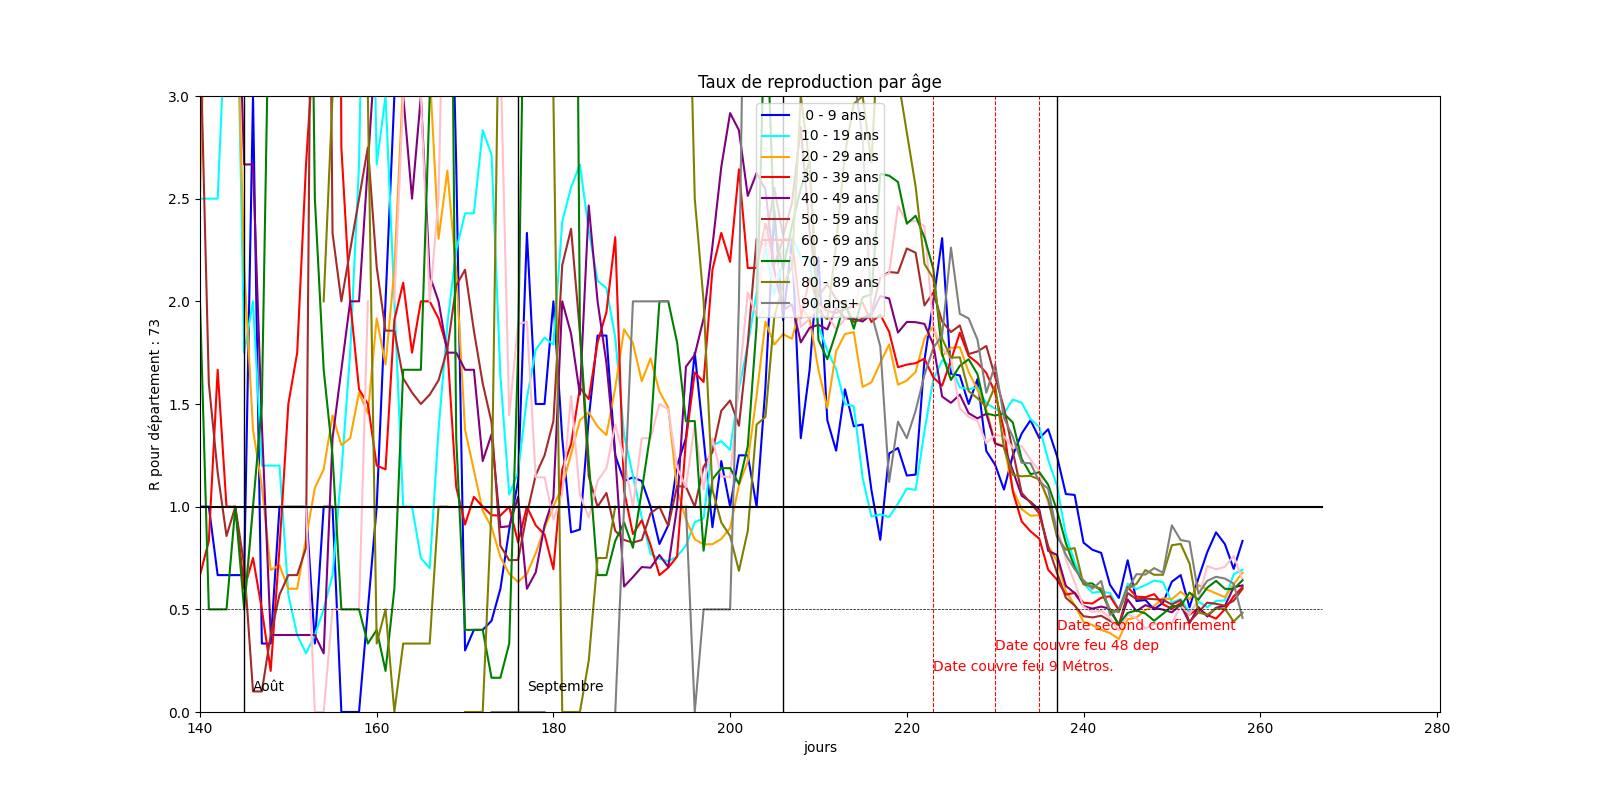 Taux de reproduction par âge
R pour département : 73
3.0
2.5
2.0
1.5
1.0
0.5
0.0
0 - 9 ans
10 - 19 ans
20 - 29 ans
30 - 39 ans
40 - 49 ans
50 - 59 ans
60 - 69 ans
70 - 79 ans
80 - 89 ans
90 ans+
Date second confinement
Date couvre feu 48 dep
Date couvre feu 9 Métros.
Août
Septembre
140
160
180
200
220
240
260
280
jours